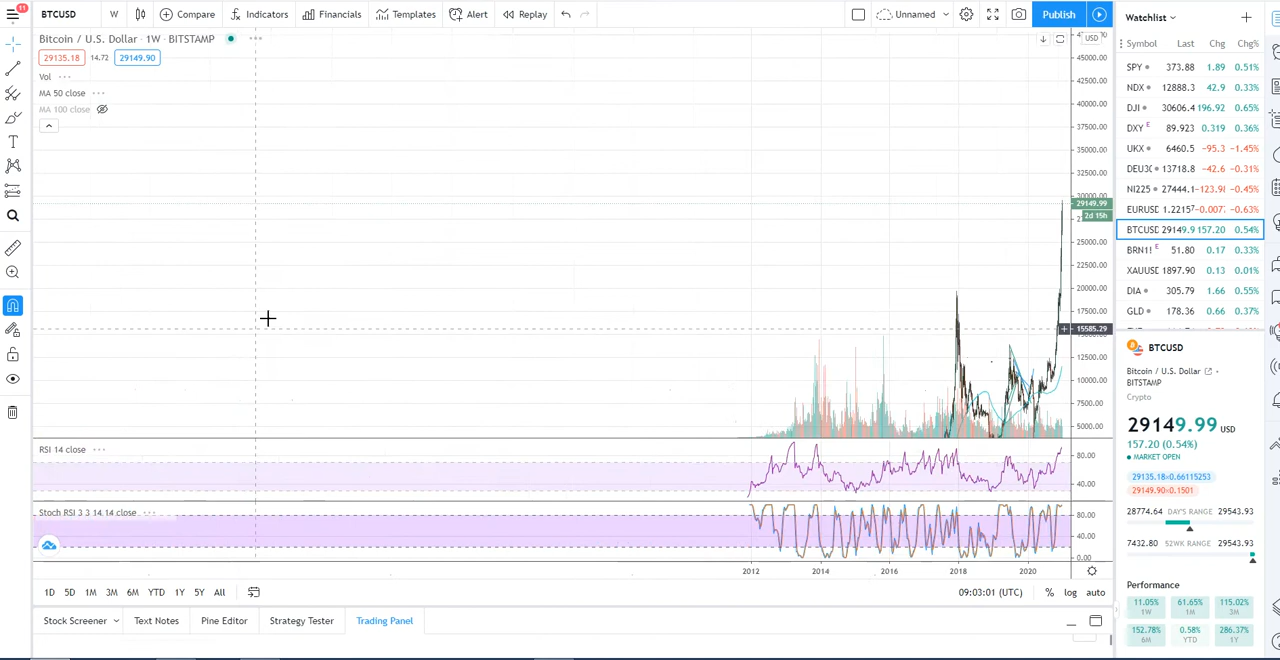 11
BTCUSD W Compare Indicators Financials Templates Alert Replay Unnamed Publish
Bitcoin / U.S. Dollar · 1W · BITSTAMP
29135.18 14.72 29149.90
Vol
MA 50 close
MA 100 close
USD
45000.00
42500.00
40000.00
37500.00
35000.00
32500.00
30000.00
29149.99
2d 15h
25000.00
22500.00
20000.00
17500.00
15585.29
12500.00
10000.00
7500.00
5000.00
RSI 14 close
80.00
40.00
Stoch RSI 3 3 14 14 close
80.00
40.00
0.00
2012 2014 2016 2018 2020
1D 5D 1M 3M 6M YTD 1Y 5Y All
09:03:01 (UTC) % log auto
Stock Screener Text Notes Pine Editor Strategy Tester Trading Panel
Watchlist
Symbol Last Chg Chg%
SPY 373.88 1.89 0.51%
NDX 12888.3 42.9 0.33%
DJI 30606.4 196.92 0.65%
DXY E 89.923 0.319 0.36%
UKX 6460.5 −95.3 −1.45%
DEU30 13718.8 −42.6 −0.31%
NI225 27444.1 −123.9 −0.45%
EURUSD 1.2215 −0.007 −0.63%
BTCUSD 29149.9 157.20 0.54%
BRN1! E 51.80 0.17 0.33%
XAUUSD 1897.90 0.13 0.01%
DIA 305.79 1.66 0.55%
GLD 178.36 0.66 0.37%
BTCUSD
Bitcoin / U.S. Dollar
BITSTAMP
Crypto
29149.99 USD
157.20 (0.54%)
MARKET OPEN
29135.18×0.66115253
29149.90×0.1501
28774.64 DAY'S RANGE 29543.93
7432.80 52WK RANGE 29543.93
Performance
11.05% 61.65% 115.02%
1W 1M 3M
152.78% 0.58% 286.37%
6M YTD 1Y